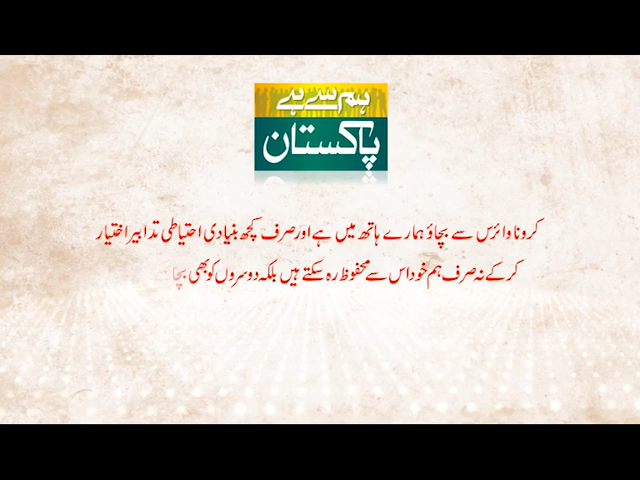 ہم سے ہے
پاکستان
کرونا وائرس سے بچاؤ ہمارے ہاتھ میں ہے اور صرف کچھ بنیادی احتیاطی تدابیر اختیار
کر کے نہ صرف ہم خود اس سے محفوظ رہ سکتے ہیں بلکہ دوسروں کو بھی بچا